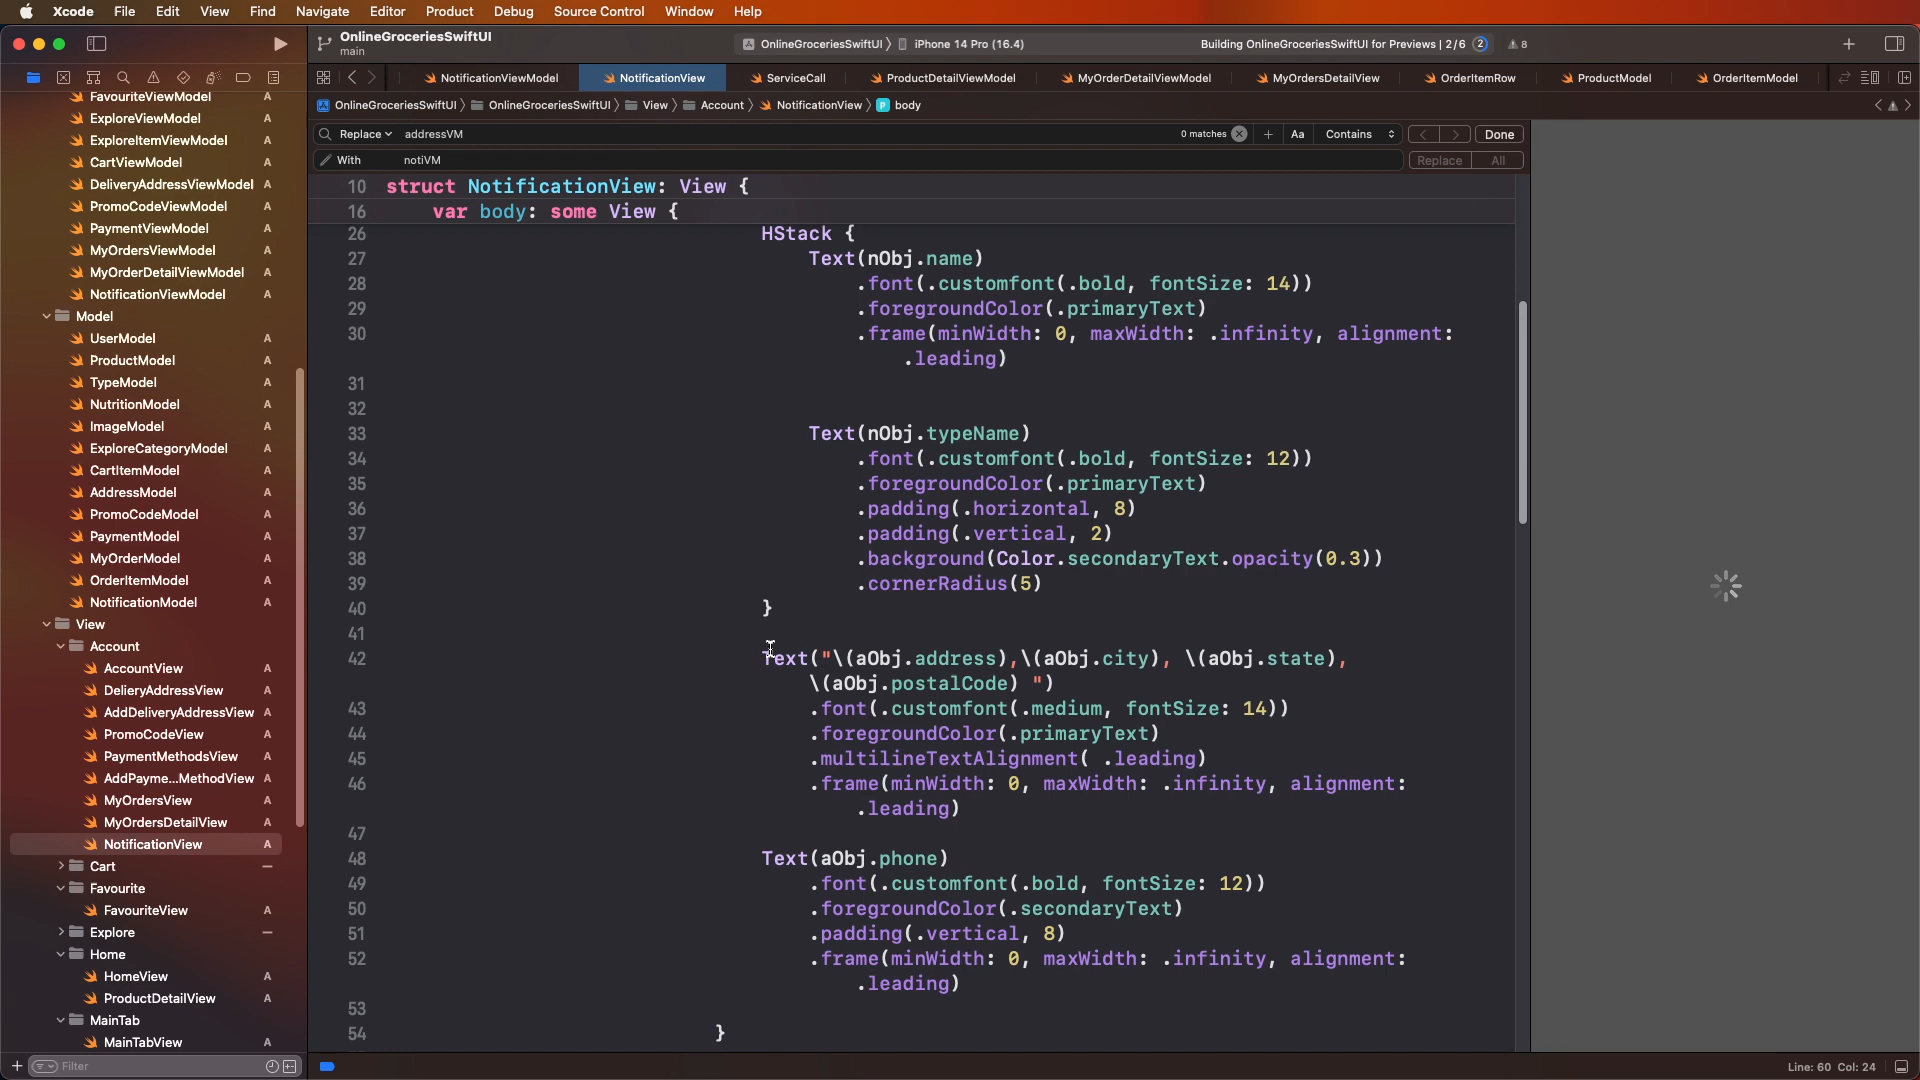 Xcode File Edit View Find Navigate Editor Product Debug Source Control Window Help
OnlineGroceriesSwiftUI
main
OnlineGroceriesSwiftUI iPhone 14 Pro (16.4)
Building OnlineGroceriesSwiftUI for Previews | 2/6 2 8
NotificationViewModel NotificationView ServiceCall ProductDetailViewModel MyOrderDetailViewModel MyOrdersDetailView OrderItemRow ProductModel OrderItemModel
OnlineGroceriesSwiftUI OnlineGroceriesSwiftUI View Account NotificationView P body
Replace addressVM 0 matches Aa Contains Done
With notiVM Replace All
FavouriteViewModel A
ExploreViewModel A
ExploreItemViewModel A
CartViewModel A
DeliveryAddressViewModel A
PromoCodeViewModel A
PaymentViewModel A
MyOrdersViewModel A
MyOrderDetailViewModel A
NotificationViewModel A
Model
UserModel A
ProductModel A
TypeModel A
NutritionModel A
ImageModel A
ExploreCategoryModel A
CartItemModel A
AddressModel A
PromoCodeModel A
PaymentModel A
MyOrderModel A
OrderItemModel A
NotificationModel A
View
Account
AccountView A
DelieryAddressView A
AddDeliveryAddressView A
PromoCodeView A
PaymentMethodsView A
AddPayme...MethodView A
MyOrdersView A
MyOrdersDetailView A
NotificationView A
Cart
Favourite
FavouriteView A
Explore
Home
HomeView A
ProductDetailView A
MainTab
MainTabView A
Filter
10 struct NotificationView: View {
16 var body: some View {
26 HStack {
27 Text(nObj.name)
28 .font(.customfont(.bold, fontSize: 14))
29 .foregroundColor(.primaryText)
30 .frame(minWidth: 0, maxWidth: .infinity, alignment:
.leading)
31
32
33 Text(nObj.typeName)
34 .font(.customfont(.bold, fontSize: 12))
35 .foregroundColor(.primaryText)
36 .padding(.horizontal, 8)
37 .padding(.vertical, 2)
38 .background(Color.secondaryText.opacity(0.3))
39 .cornerRadius(5)
40 }
41
42 Text("\(aObj.address),\(aObj.city), \(aObj.state),
\(aObj.postalCode) ")
43 .font(.customfont(.medium, fontSize: 14))
44 .foregroundColor(.primaryText)
45 .multilineTextAlignment( .leading)
46 .frame(minWidth: 0, maxWidth: .infinity, alignment:
.leading)
47
48 Text(aObj.phone)
49 .font(.customfont(.bold, fontSize: 12))
50 .foregroundColor(.secondaryText)
51 .padding(.vertical, 8)
52 .frame(minWidth: 0, maxWidth: .infinity, alignment:
.leading)
53
54 }
Line: 60 Col: 24